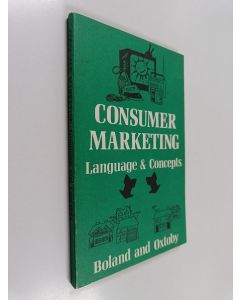 CONSUMER
MARKETING
Language & Concepts
Boland and Oxtoby